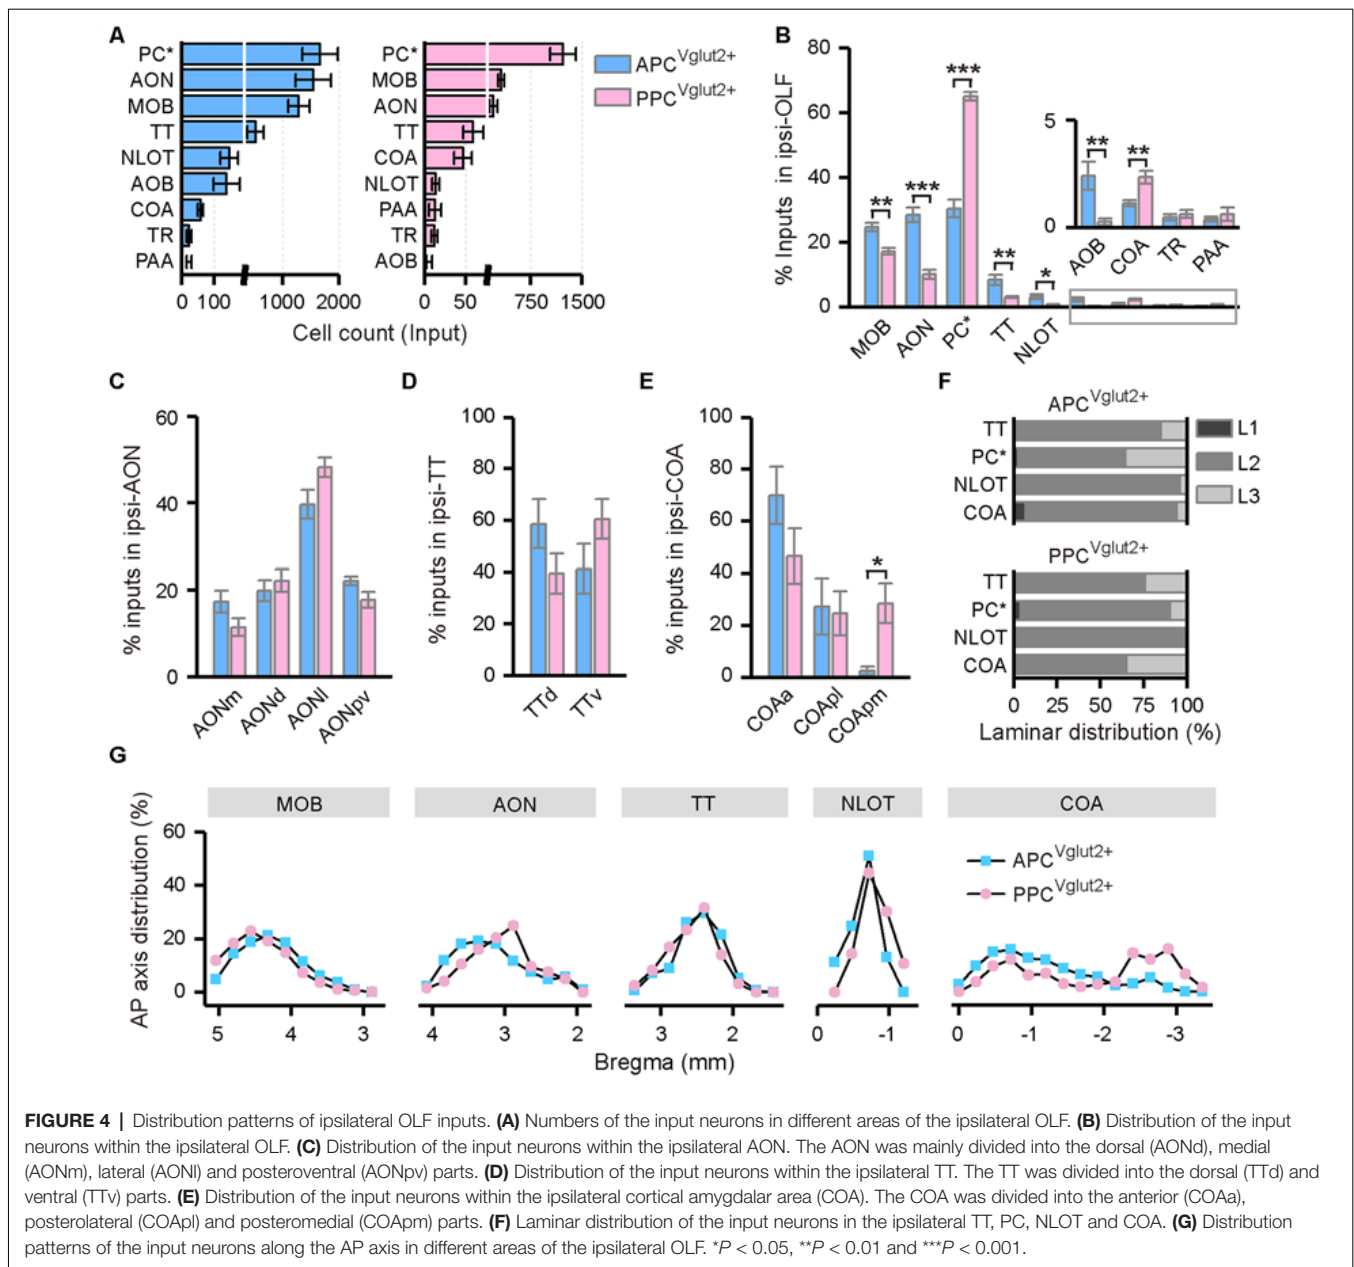 A
PC*
AON
MOB
TT
NLOT
AOB
COA
TR
PAA
0 100 1000 2000
PC*
MOB
AON
TT
COA
NLOT
PAA
TR
AOB
0 50 750 1500
Cell count (Input)
APC Vglut2+
PPC Vglut2+
B
% Inputs in ipsi-OLF
80
60
40
20
0
** *** *** ** *
MOB AON PC* TT NLOT
5
0
** **
AOB COA TR PAA
C
% inputs in ipsi-AON
60
40
20
0
AONm AONd AONl AONpv
D
% inputs in ipsi-TT
100
80
60
40
20
0
TTd TTv
E
% inputs in ipsi-COA
100
80
60
40
20
0
*
COAa COApl COApm
F
APC Vglut2+
TT
PC*
NLOT
COA
L1
L2
L3
PPC Vglut2+
TT
PC*
NLOT
COA
0 25 50 75 100
Laminar distribution (%)
G
AP axis distribution (%)
MOB AON TT NLOT COA
60
40
20
0
APC Vglut2+
PPC Vglut2+
5 4 3 4 3 2 3 2 0 -1 0 -1 -2 -3
Bregma (mm)
FIGURE 4 | Distribution patterns of ipsilateral OLF inputs. (A) Numbers of the input neurons in different areas of the ipsilateral OLF. (B) Distribution of the input
neurons within the ipsilateral OLF. (C) Distribution of the input neurons within the ipsilateral AON. The AON was mainly divided into the dorsal (AONd), medial
(AONm), lateral (AONl) and posteroventral (AONpv) parts. (D) Distribution of the input neurons within the ipsilateral TT. The TT was divided into the dorsal (TTd) and
ventral (TTv) parts. (E) Distribution of the input neurons within the ipsilateral cortical amygdalar area (COA). The COA was divided into the anterior (COAa),
posterolateral (COApl) and posteromedial (COApm) parts. (F) Laminar distribution of the input neurons in the ipsilateral TT, PC, NLOT and COA. (G) Distribution
patterns of the input neurons along the AP axis in different areas of the ipsilateral OLF. *P < 0.05, **P < 0.01 and ***P < 0.001.